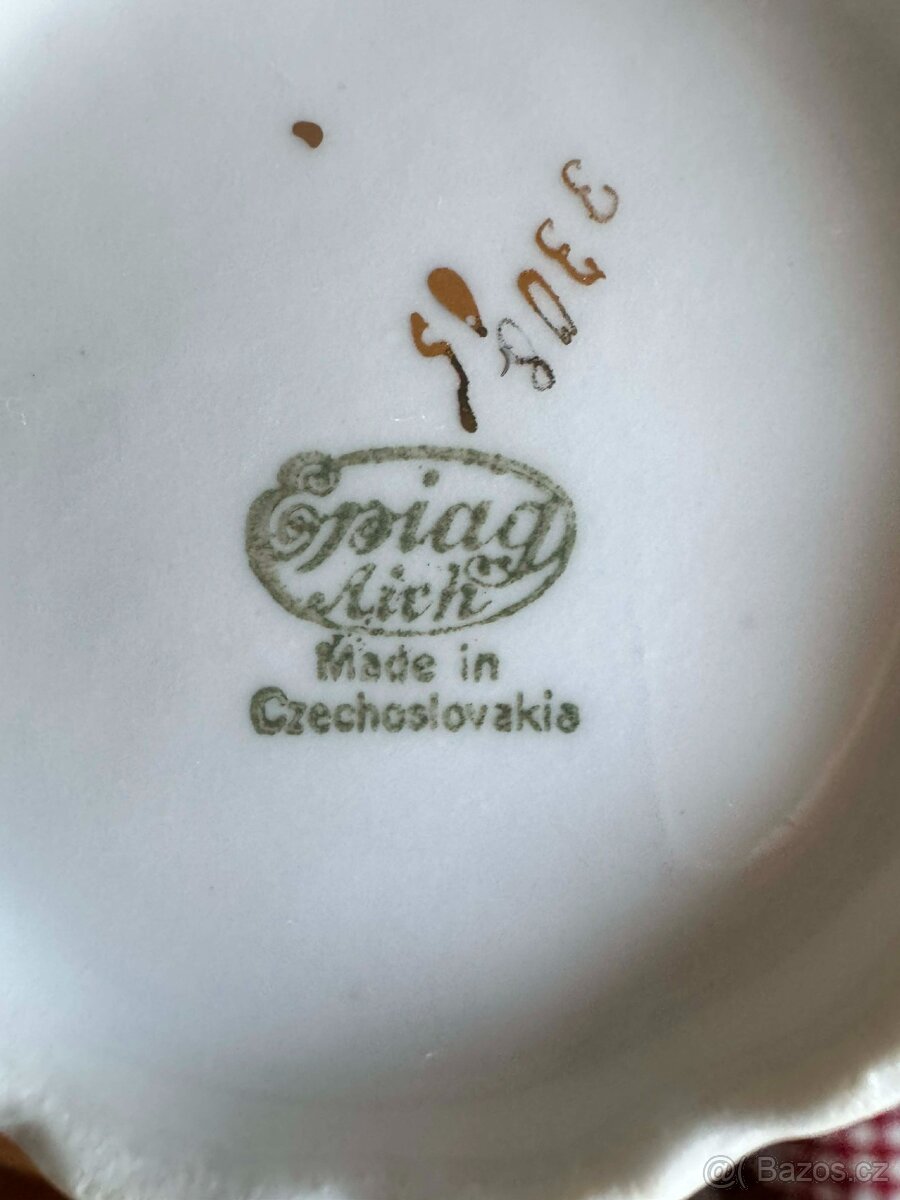 Epiag
Aich
Made in
Czechoslovakia
@ Bazos.cz